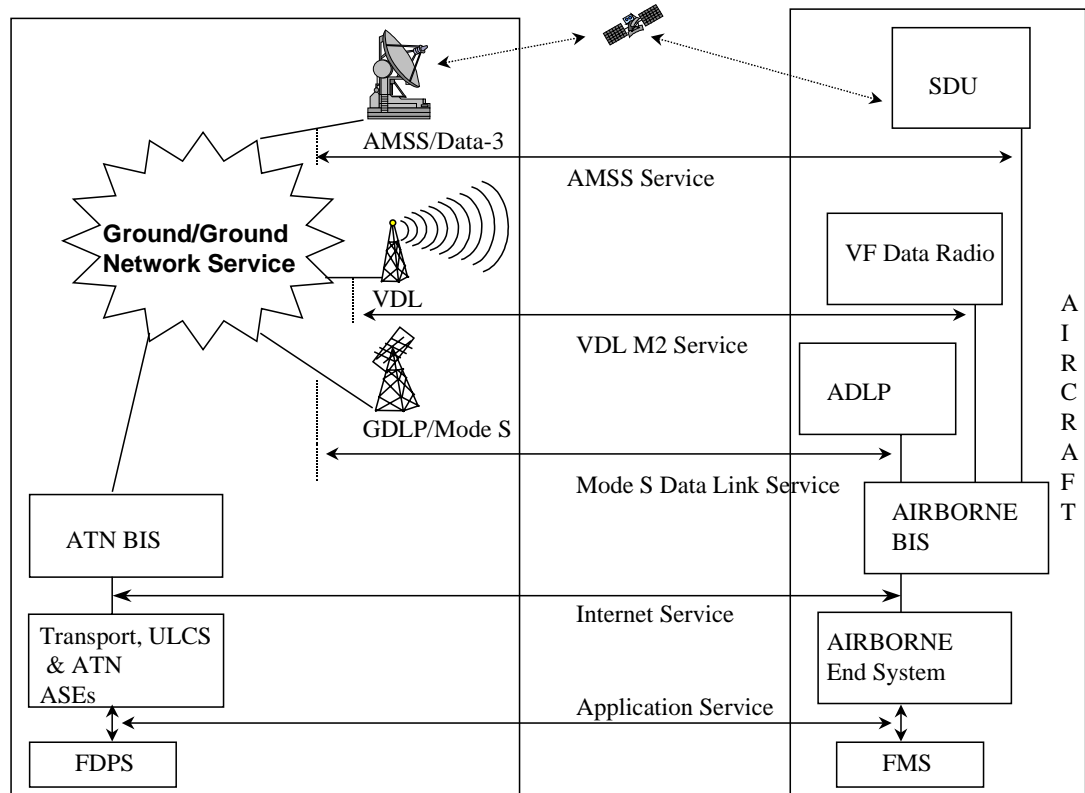 SDU
AMSS/Data-3
AMSS Service
Ground/Ground
Network Service
VF Data Radio
VDL
VDL M2 Service
ADLP
GDLP/Mode S
Mode S Data Link Service
AIRCRAFT
ATN BIS
AIRBORNE
BIS
Internet Service
Transport, ULCS
& ATN
ASEs
AIRBORNE
End System
Application Service
FDPS
FMS